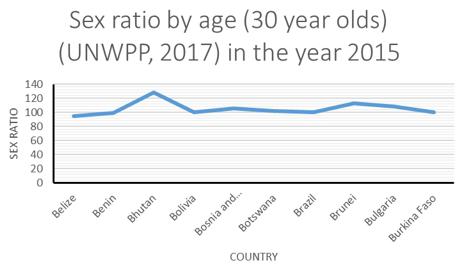 Sex ratio by age (30 year olds)
(UNWPP, 2017) in the year 2015
140
120
100
80
60
40
20
0
SEX RATIO
Belize
Benin
Bhutan
Bolivia
Bosnia and...
Botswana
Brazil
Brunei
Bulgaria
Burkina Faso
COUNTRY